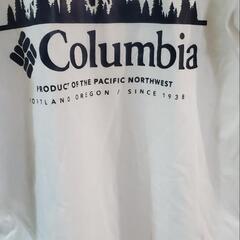 Columbia
PRODUCT OF THE PACIFIC NORTHWEST
PORTLAND OREGON / SINCE 1938